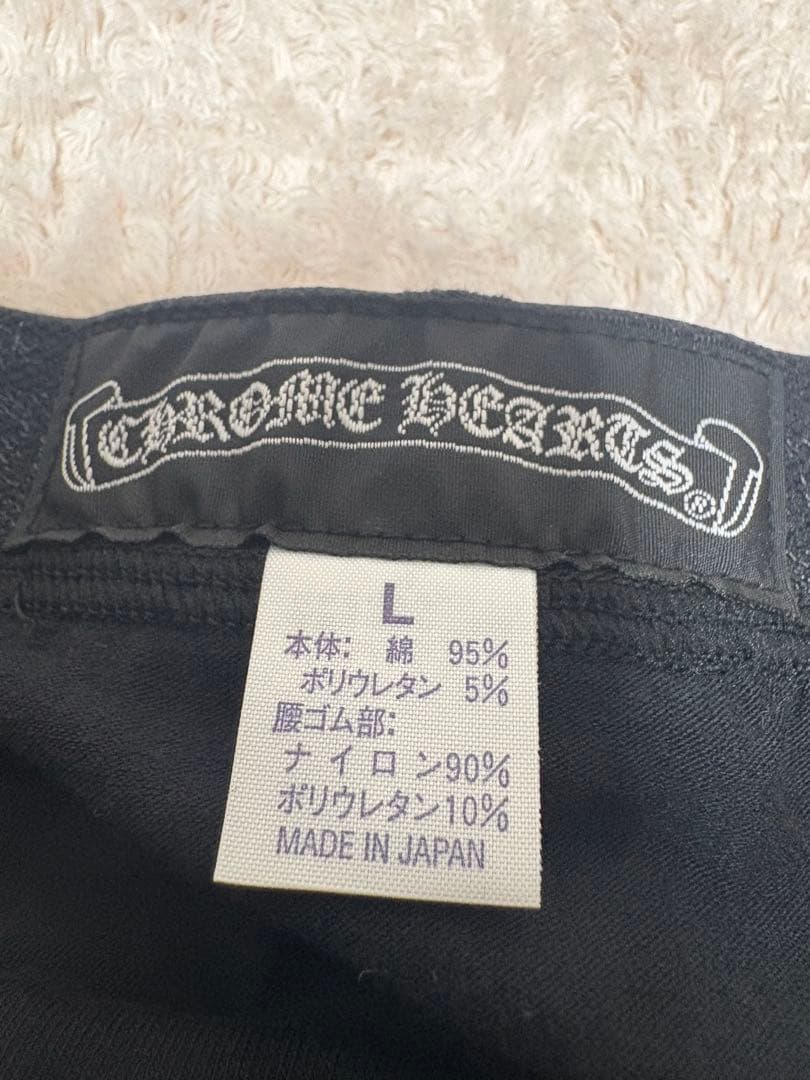 CHROME HEARTS®
L
本体: 綿 95%
ポリウレタン 5%
腰ゴム部:
ナイロン90%
ポリウレタン10%
MADE IN JAPAN